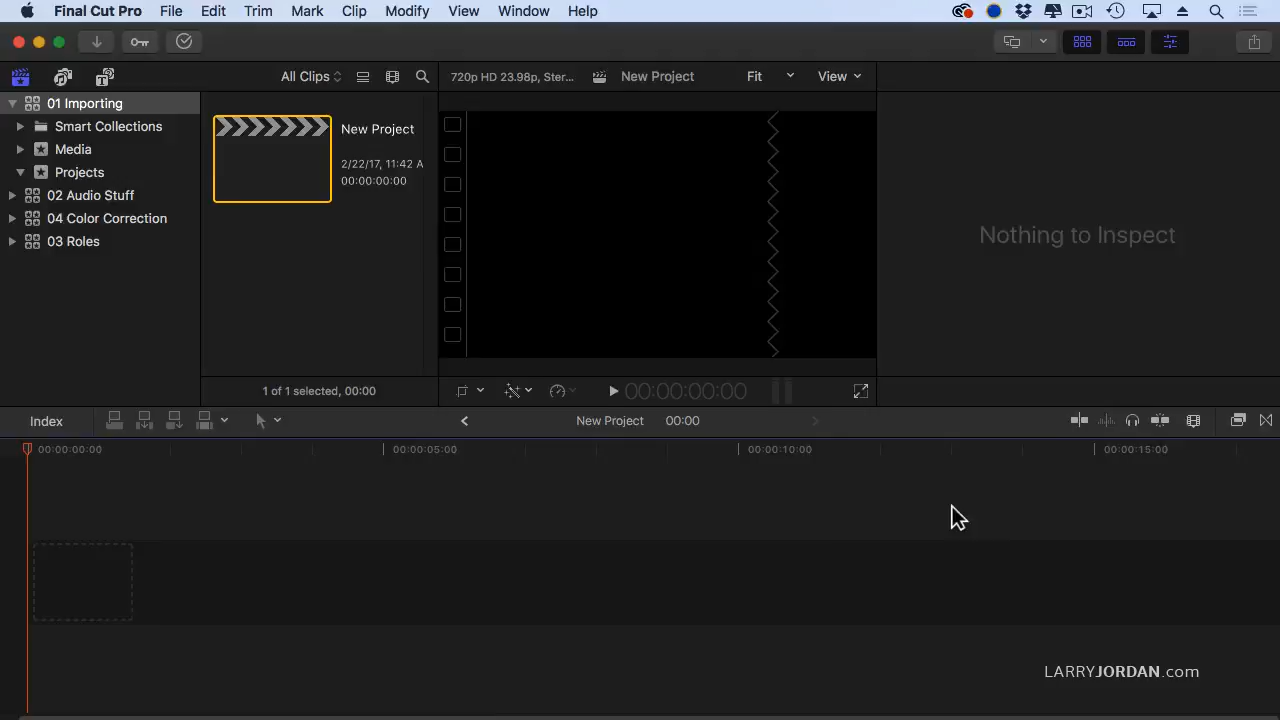 Final Cut Pro File Edit Trim Mark Clip Modify View Window Help
All Clips 720p HD 23.98p, Ster... New Project Fit View
01 Importing
Smart Collections
Media
Projects
02 Audio Stuff
04 Color Correction
03 Roles
New Project
2/22/17, 11:42 A
00:00:00:00
Nothing to Inspect
1 of 1 selected, 00:00
00:00:00:00
Index New Project 00:00
00:00:00:00 00:00:05:00 00:00:10:00 00:00:15:00
LARRYJORDAN.com